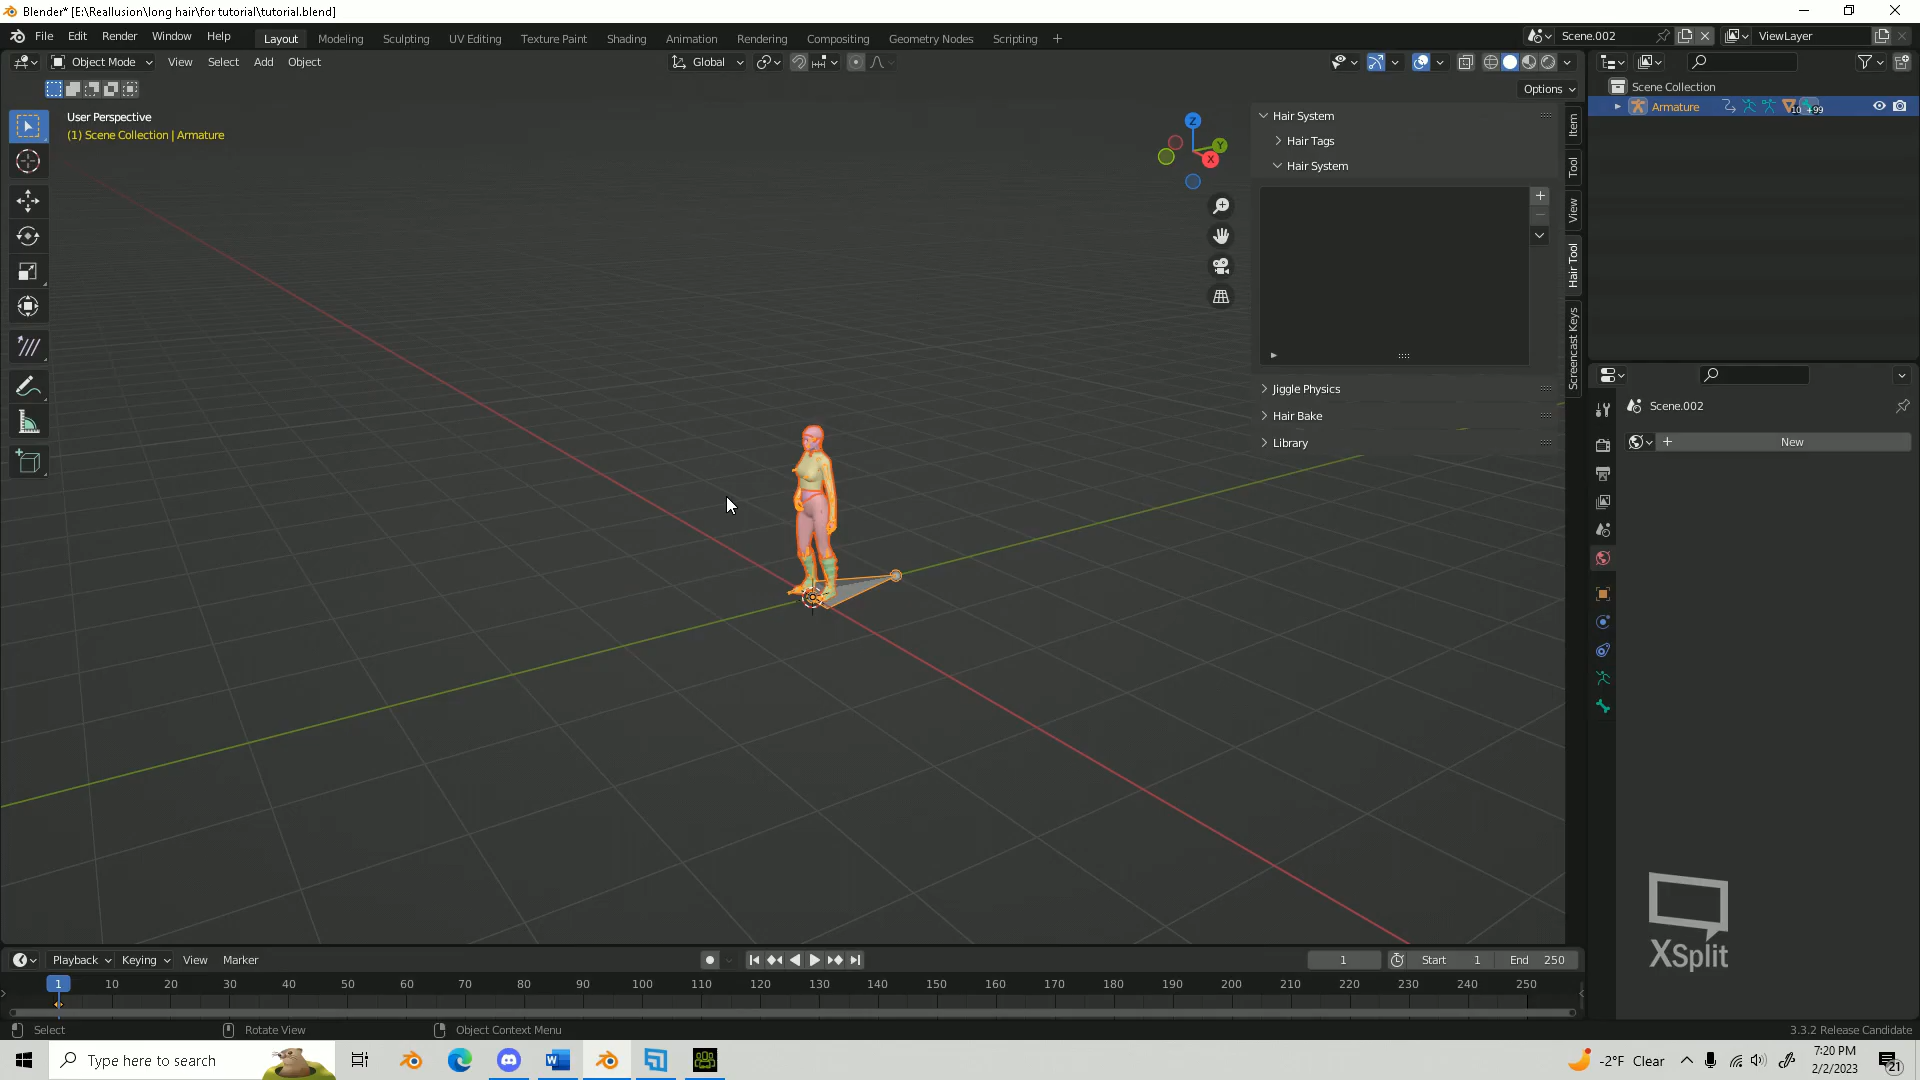 Blender* [E:\Reallusion\long hair\for tutorial\tutorial.blend]
File Edit Render Window Help Layout Modeling Sculpting UV Editing Texture Paint Shading Animation Rendering Compositing Geometry Nodes Scripting + Scene.002 ViewLayer
Object Mode View Select Add Object Global
Options
User Perspective
(1) Scene Collection | Armature
Z
Y
X
Hair System
Hair Tags
Hair System
Jiggle Physics
Hair Bake
Library
Item
Tool
View
Hair Tool
Screencast Keys
Scene Collection
Armature 10 +99
Scene.002
+ New
XSplit
Playback Keying View Marker 1 Start 1 End 250
1 10 20 30 40 50 60 70 80 90 100 110 120 130 140 150 160 170 180 190 200 210 220 230 240 250
Select Rotate View Object Context Menu 3.3.2 Release Candidate
Type here to search -2°F Clear 7:20 PM
2/2/2023
21